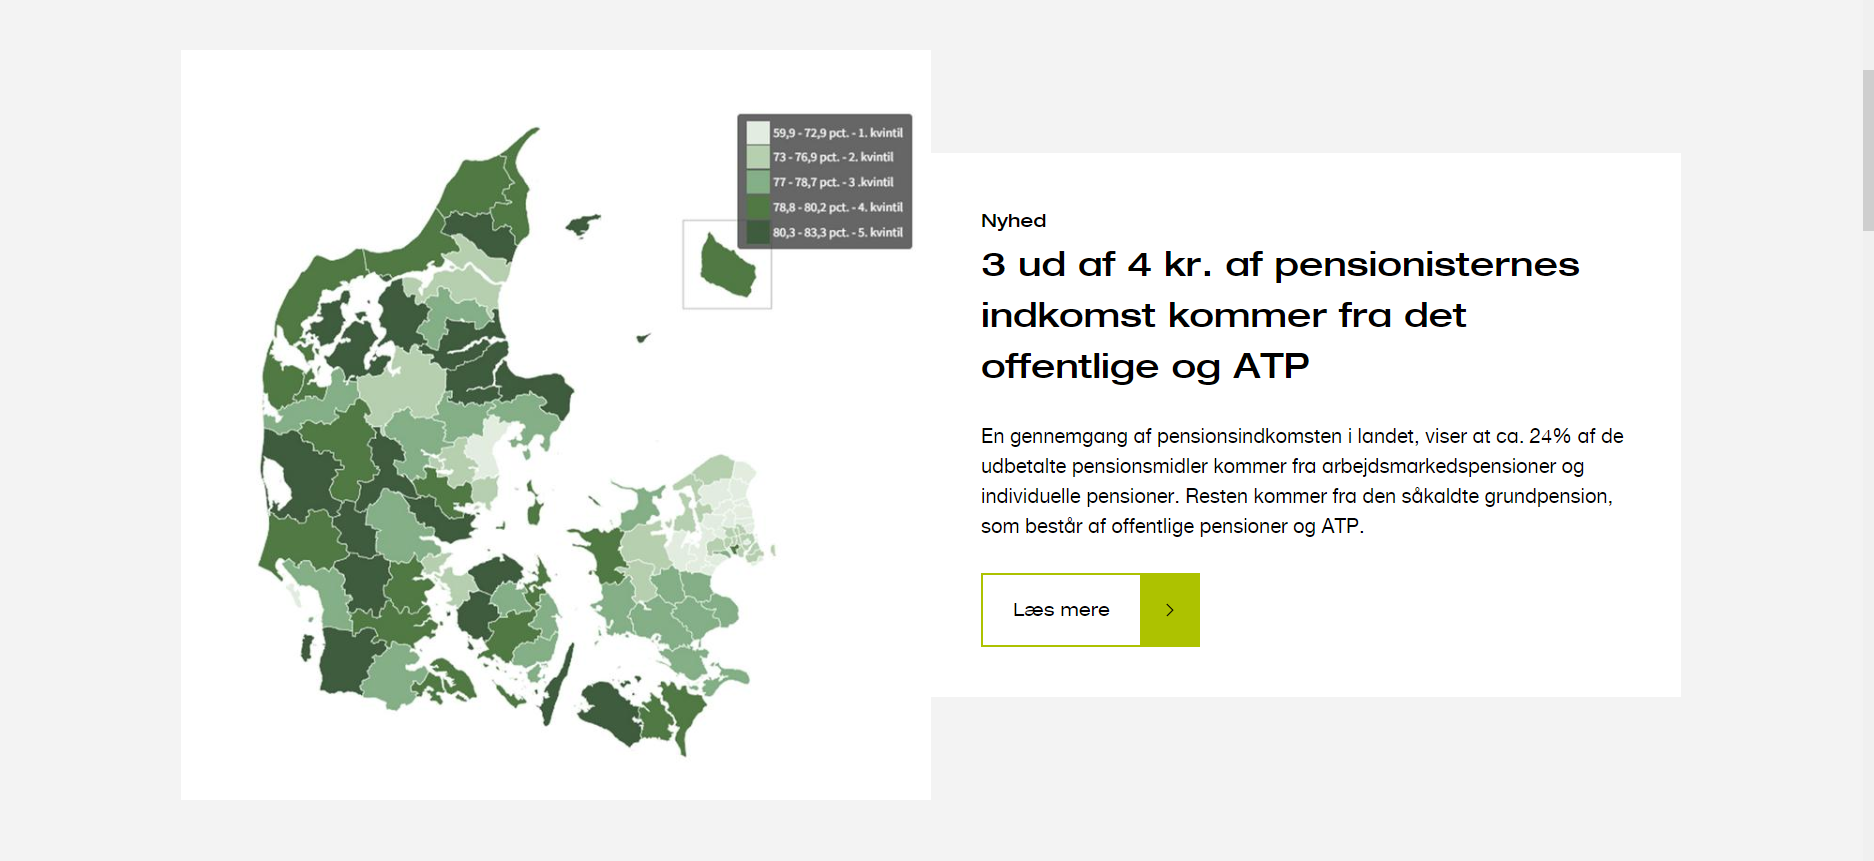 59,9 - 72,9 pct. - 1. kvintil
73 - 76,9 pct. - 2. kvintil
77 - 78,7 pct. - 3 .kvintil
78,8 - 80,2 pct. - 4. kvintil
80,3 - 83,3 pct. - 5. kvintil
Nyhed
3 ud af 4 kr. af pensionisternes
indkomst kommer fra det
offentlige og ATP
En gennemgang af pensionsindkomsten i landet, viser at ca. 24% af de
udbetalte pensionsmidler kommer fra arbejdsmarkedspensioner og
individuelle pensioner. Resten kommer fra den såkaldte grundpension,
som består af offentlige pensioner og ATP.
Læs mere